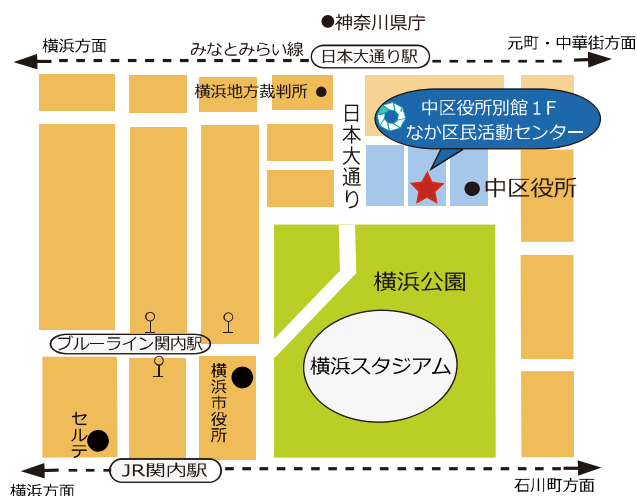 神奈川県庁
横浜方面
みなとみらい線
日本大通り駅
元町・中華街方面
横浜地方裁判所
日本大通り
中区役所別館１F
なか区民活動センター
中区役所
横浜公園
横浜スタジアム
ブルーライン関内駅
横浜市役所
セルテ
JR関内駅
横浜方面
石川町方面